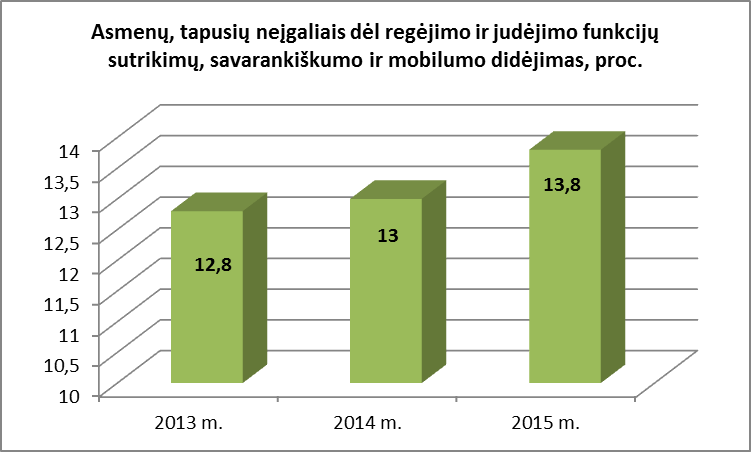 Asmenų, tapusių neįgaliais dėl regėjimo ir judėjimo funkcijų
sutrikimų, savarankiškumo ir mobilumo didėjimas, proc.
14
13,5
13
12,5
12
11,5
11
10,5
10
12,8
13
13,8
2013 m.
2014 m.
2015 m.